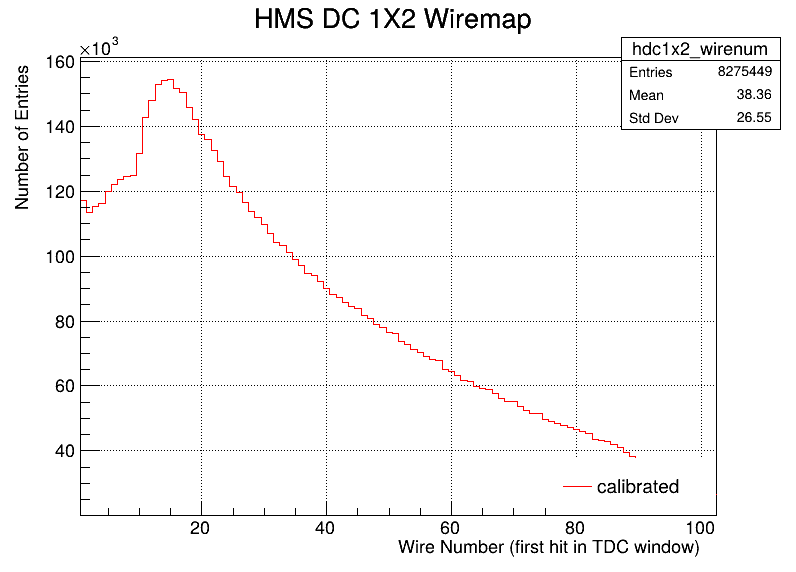 HMS DC 1X2 Wiremap
×10³
hdc1x2_wirenum
Entries 8275449
Mean 38.36
Std Dev 26.55
Number of Entries
160
140
120
100
80
60
40
calibrated
20 40 60 80 100
Wire Number (first hit in TDC window)